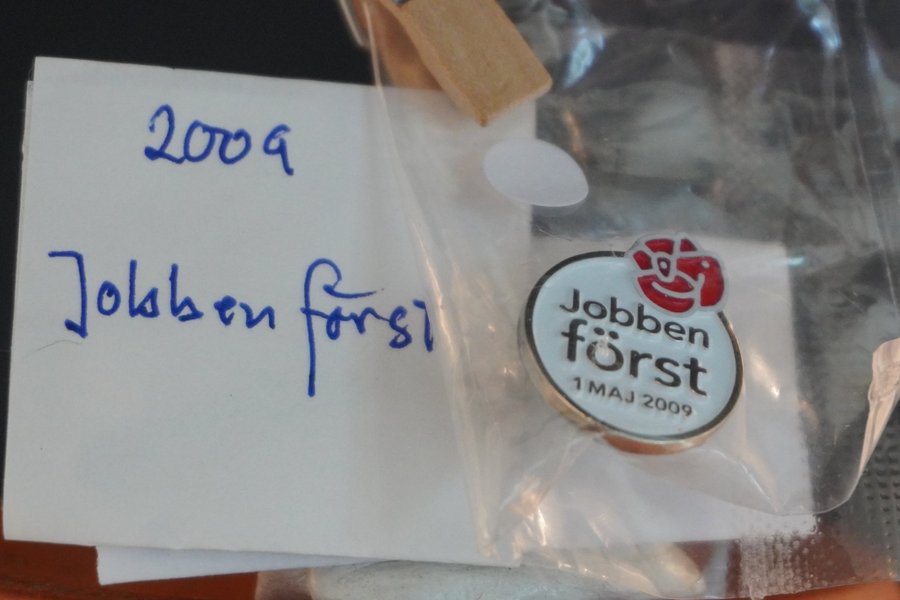 2009
Jobben först
Jobben
först
1 MAJ 2009